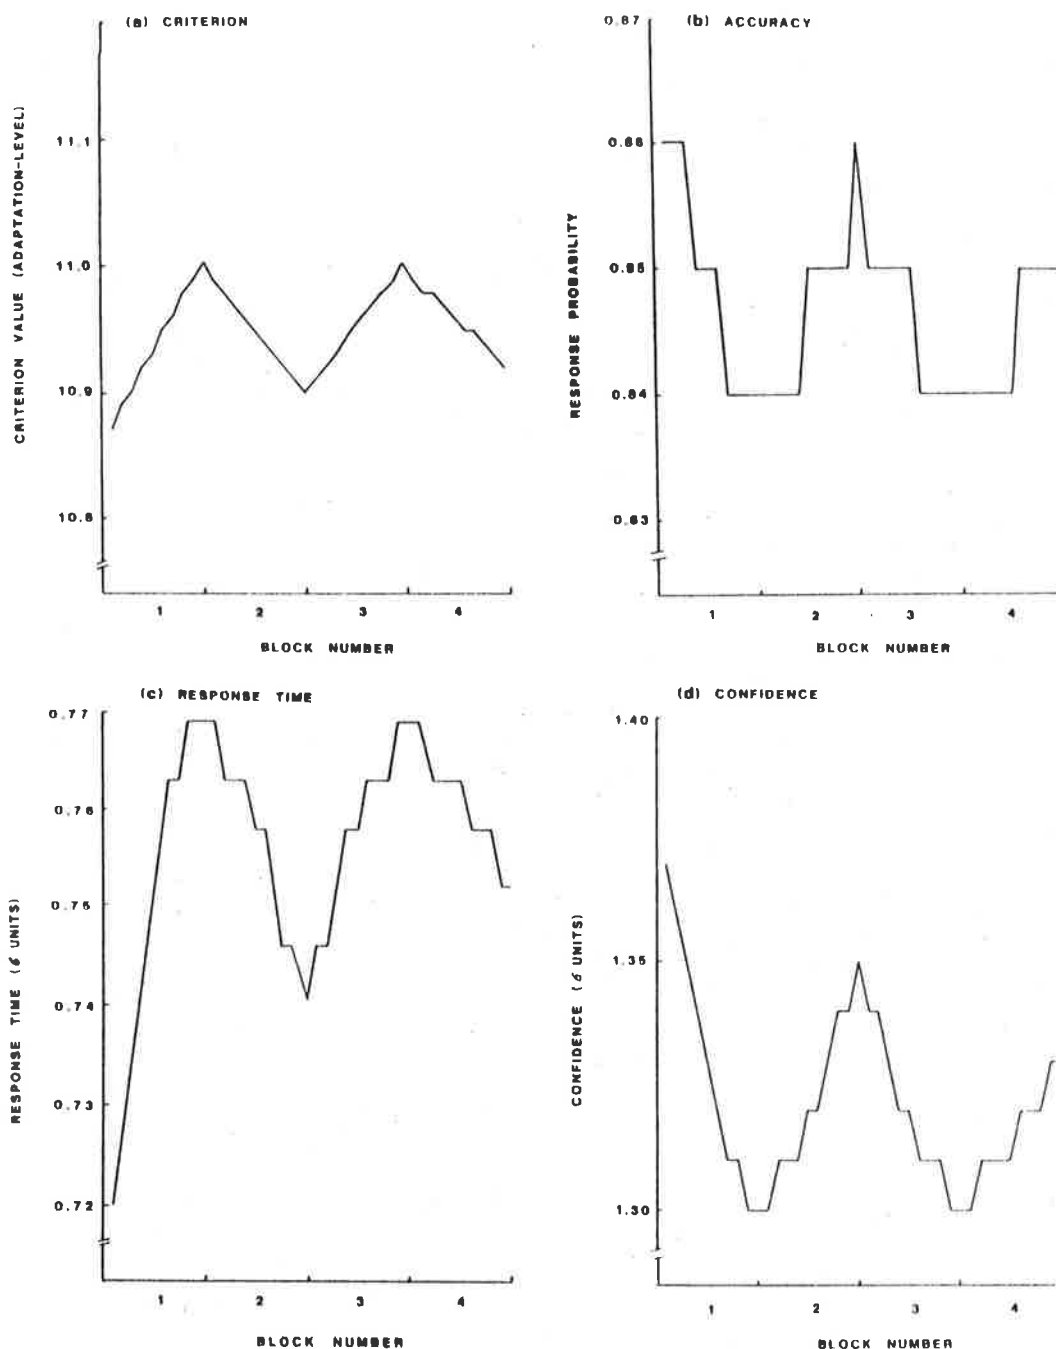 (a) CRITERION
CRITERION VALUE (ADAPTATION-LEVEL)
11.1
11.0
10.9
10.8
1 2 3 4
BLOCK NUMBER
(b) ACCURACY
RESPONSE PROBABILITY
0.87
0.86
0.85
0.84
0.83
1 2 3 4
BLOCK NUMBER
(c) RESPONSE TIME
RESPONSE TIME (σ UNITS)
0.77
0.76
0.75
0.74
0.73
0.72
1 2 3 4
BLOCK NUMBER
(d) CONFIDENCE
CONFIDENCE (σ UNITS)
1.40
1.35
1.30
1 2 3 4
BLOCK NUMBER